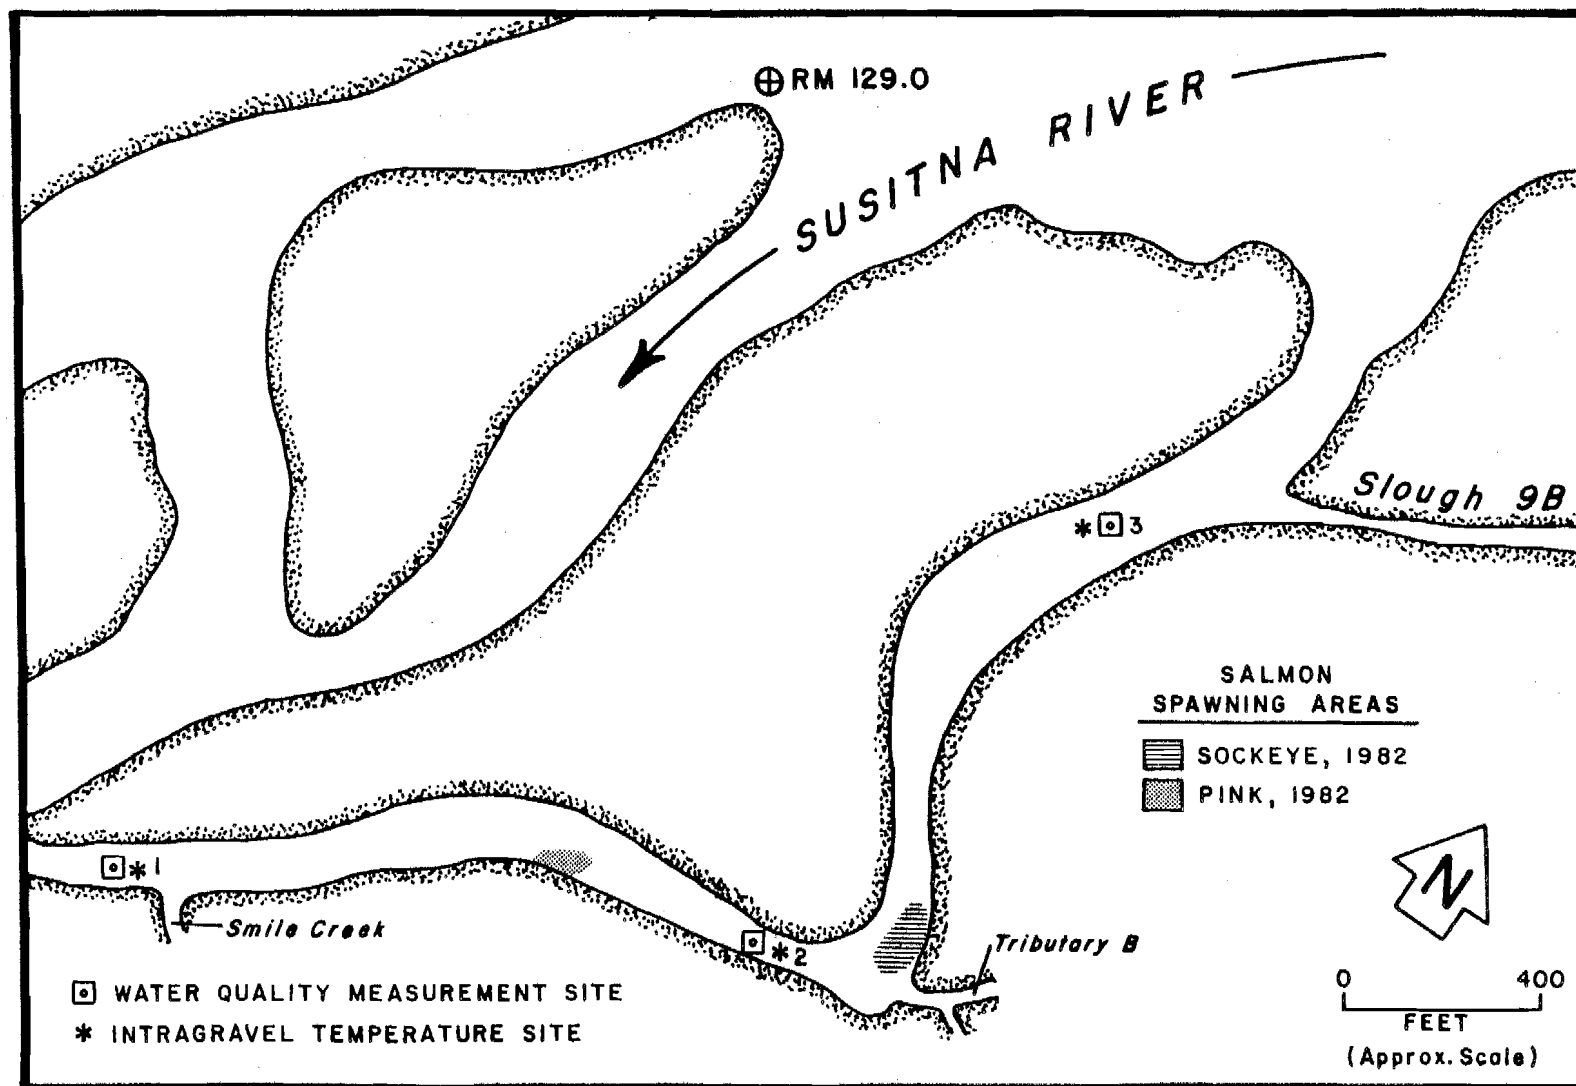 RM 129.0
SUSITNA RIVER
Slough 9B
3
SALMON
SPAWNING AREAS
SOCKEYE, 1982
PINK, 1982
1
Smile Creek
2
Tributary B
N
WATER QUALITY MEASUREMENT SITE
INTRAGRAVEL TEMPERATURE SITE
0 400
FEET
(Approx. Scale)